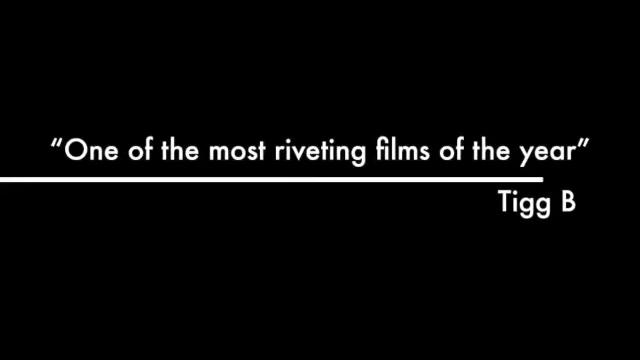 “One of the most riveting films of the year”
Tigg B